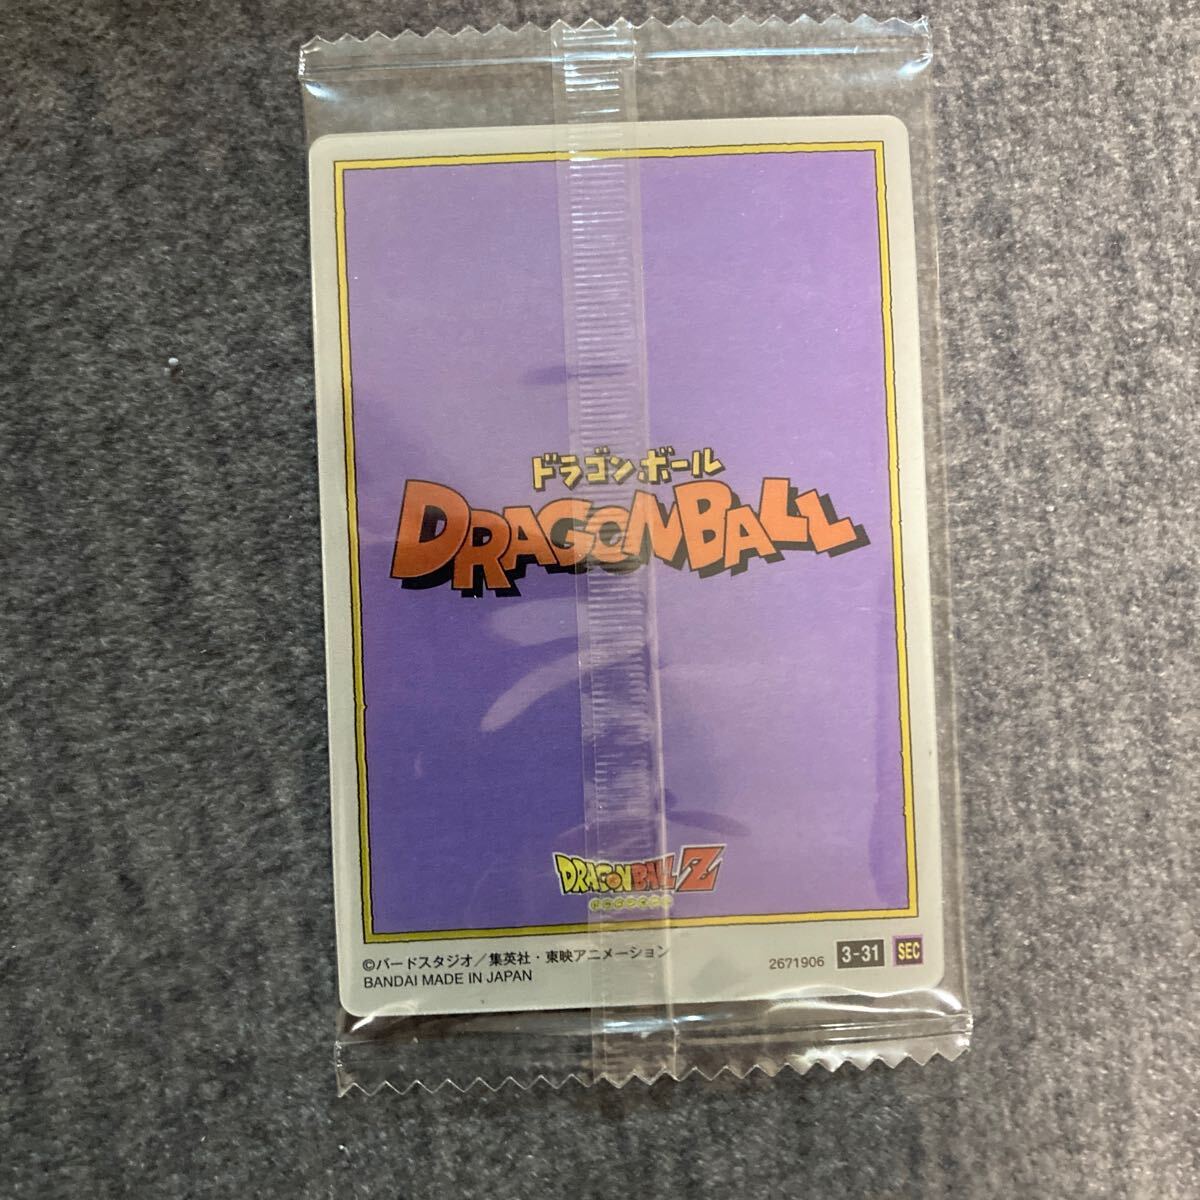 ドラゴンボール
DRAGONBALL
DRAGONBALL Z
©バードスタジオ／集英社・東映アニメーション
BANDAI MADE IN JAPAN
2671906 3-31 SEC